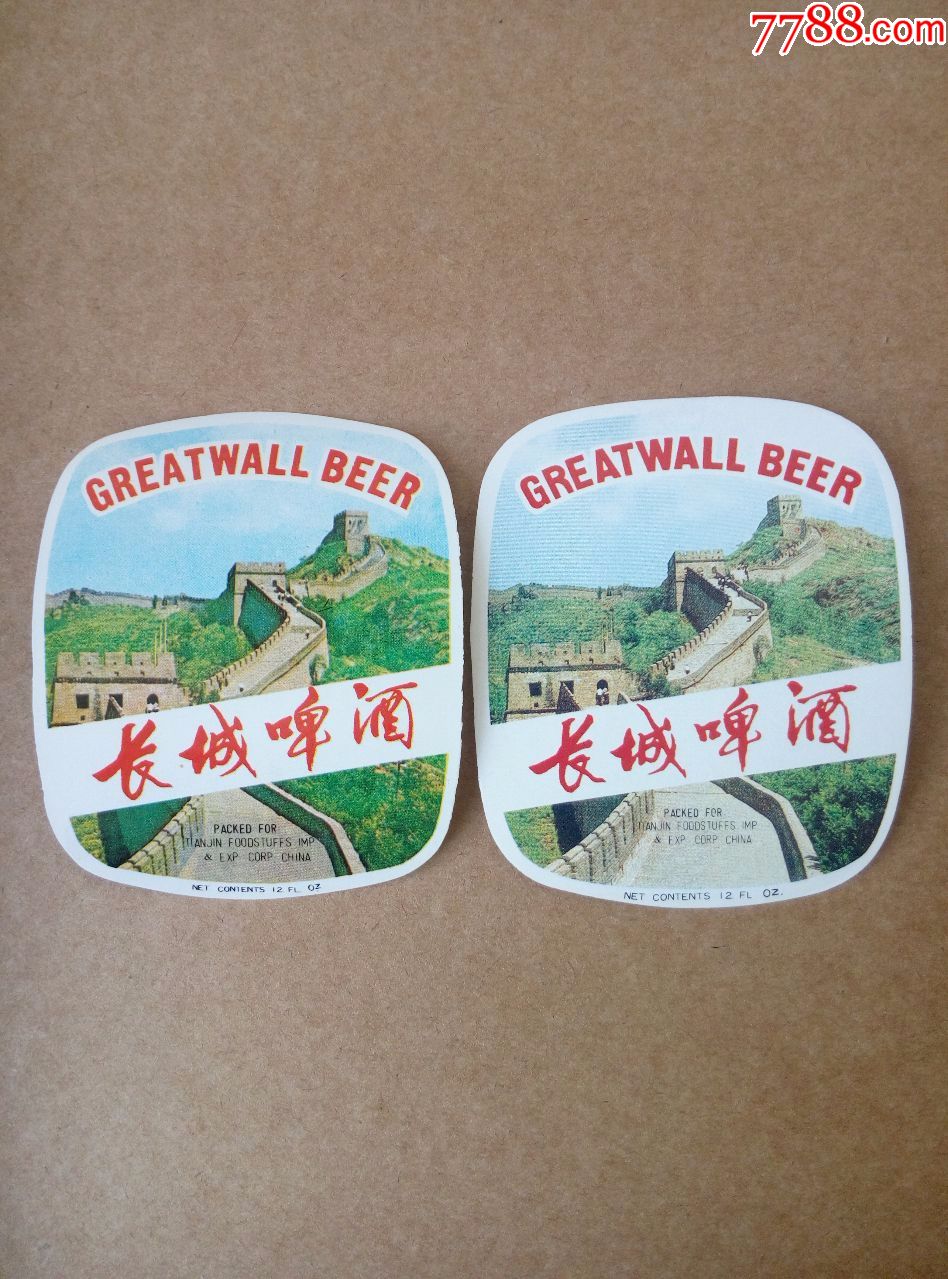 7788.com
GREATWALL BEER
长城啤酒
PACKED FOR
TIANJIN FOODSTUFFS IMP
& EXP CORP CHINA
NET CONTENTS 12 FL OZ.
GREATWALL BEER
长城啤酒
PACKED FOR
TIANJIN FOODSTUFFS IMP
& EXP CORP CHINA
NET CONTENTS 12 FL OZ.